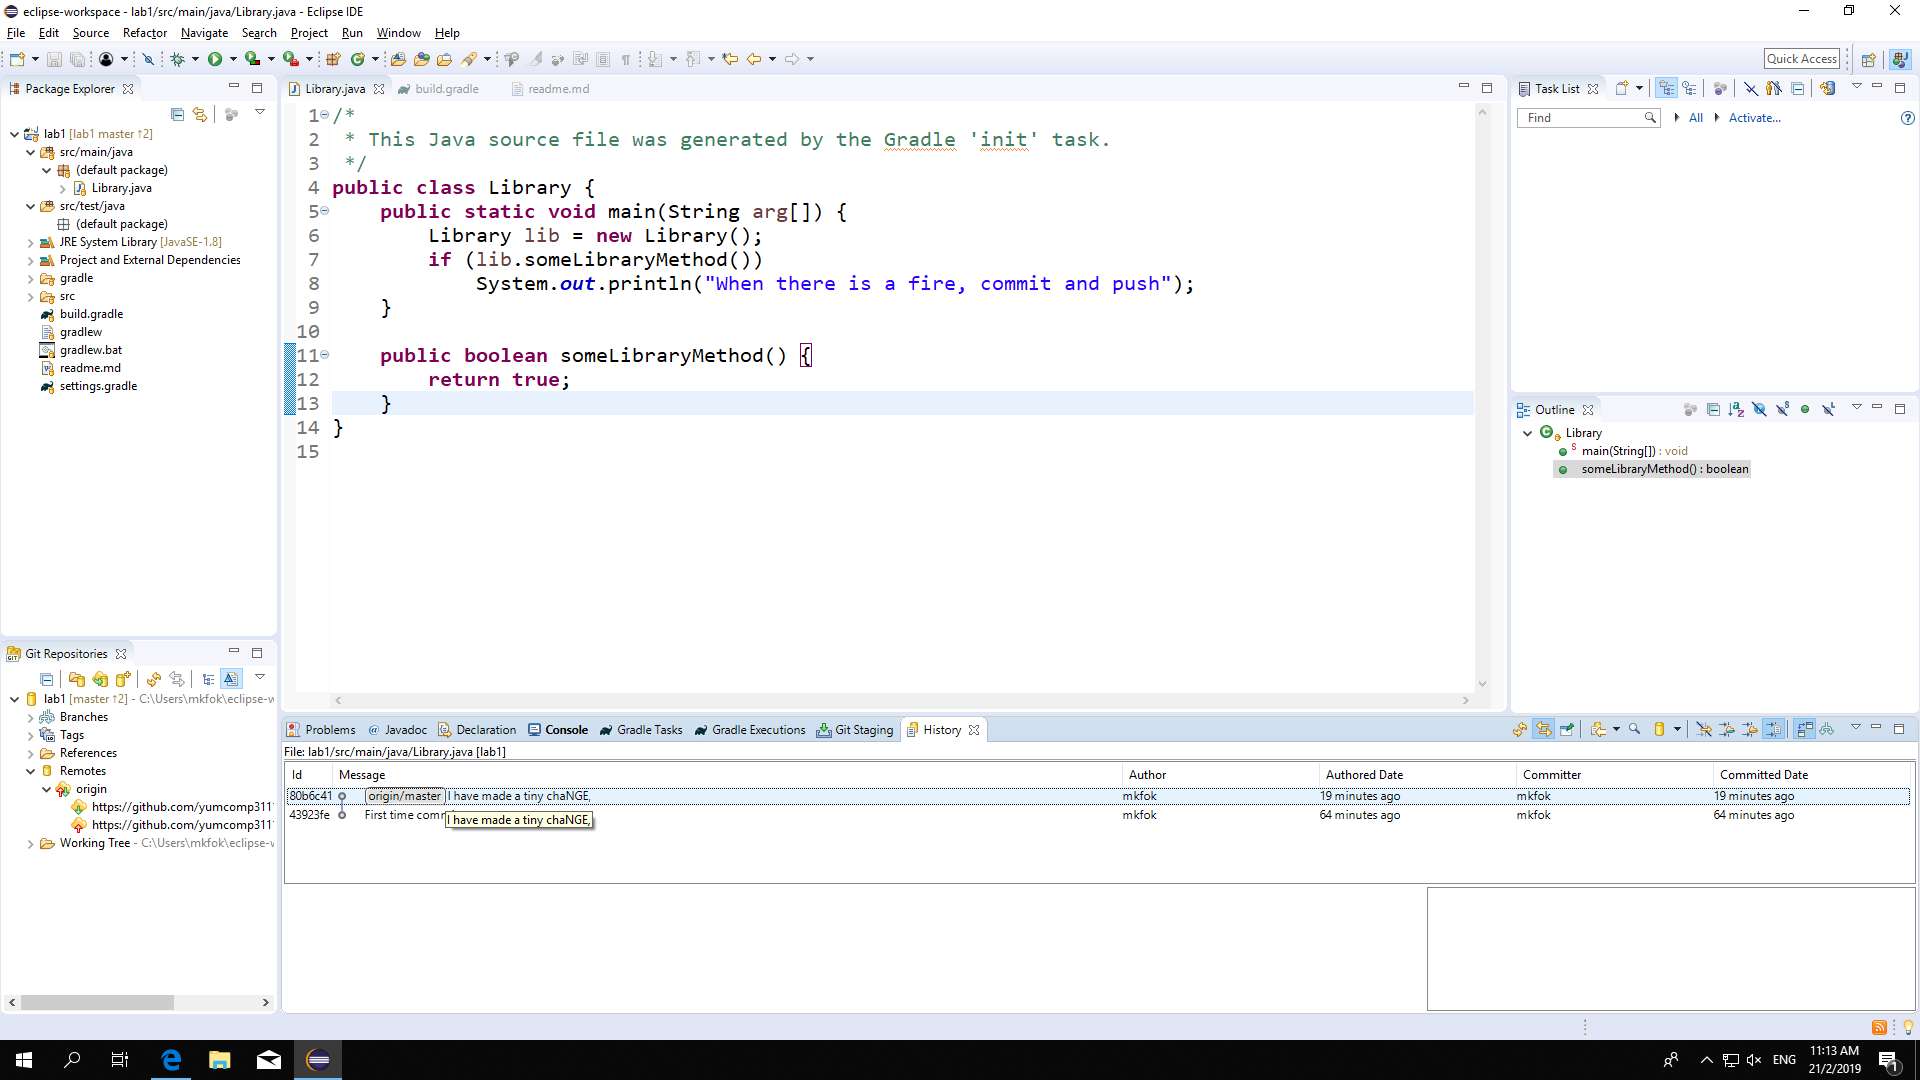 eclipse-workspace - lab1/src/main/java/Library.java - Eclipse IDE
File Edit Source Refactor Navigate Search Project Run Window Help
Quick Access
Package Explorer
lab1 [lab1 master ↑2]
src/main/java
(default package)
Library.java
src/test/java
(default package)
JRE System Library [JavaSE-1.8]
Project and External Dependencies
gradle
src
build.gradle
gradlew
gradlew.bat
readme.md
settings.gradle
Git Repositories
lab1 [master ↑2] - C:\Users\mkfok\eclipse-w
Branches
Tags
References
Remotes
origin
https://github.com/yumcomp311
https://github.com/yumcomp311
Working Tree - C:\Users\mkfok\eclipse-w
Library.java build.gradle readme.md
1 /*
2  * This Java source file was generated by the Gradle 'init' task.
3  */
4 public class Library {
5     public static void main(String arg[]) {
6         Library lib = new Library();
7         if (lib.someLibraryMethod())
8             System.out.println("When there is a fire, commit and push");
9     }
10
11     public boolean someLibraryMethod() {
12         return true;
13     }
14 }
15
Task List
Find All Activate...
Outline
Library
main(String[]) : void
someLibraryMethod() : boolean
Problems @ Javadoc Declaration Console Gradle Tasks Gradle Executions Git Staging History
File: lab1/src/main/java/Library.java [lab1]
Id Message Author Authored Date Committer Committed Date
80b6c41 origin/master I have made a tiny chaNGE, mkfok 19 minutes ago mkfok 19 minutes ago
43923fe First time com mkfok 64 minutes ago mkfok 64 minutes ago
I have made a tiny chaNGE,
ENG
11:13 AM
21/2/2019
1